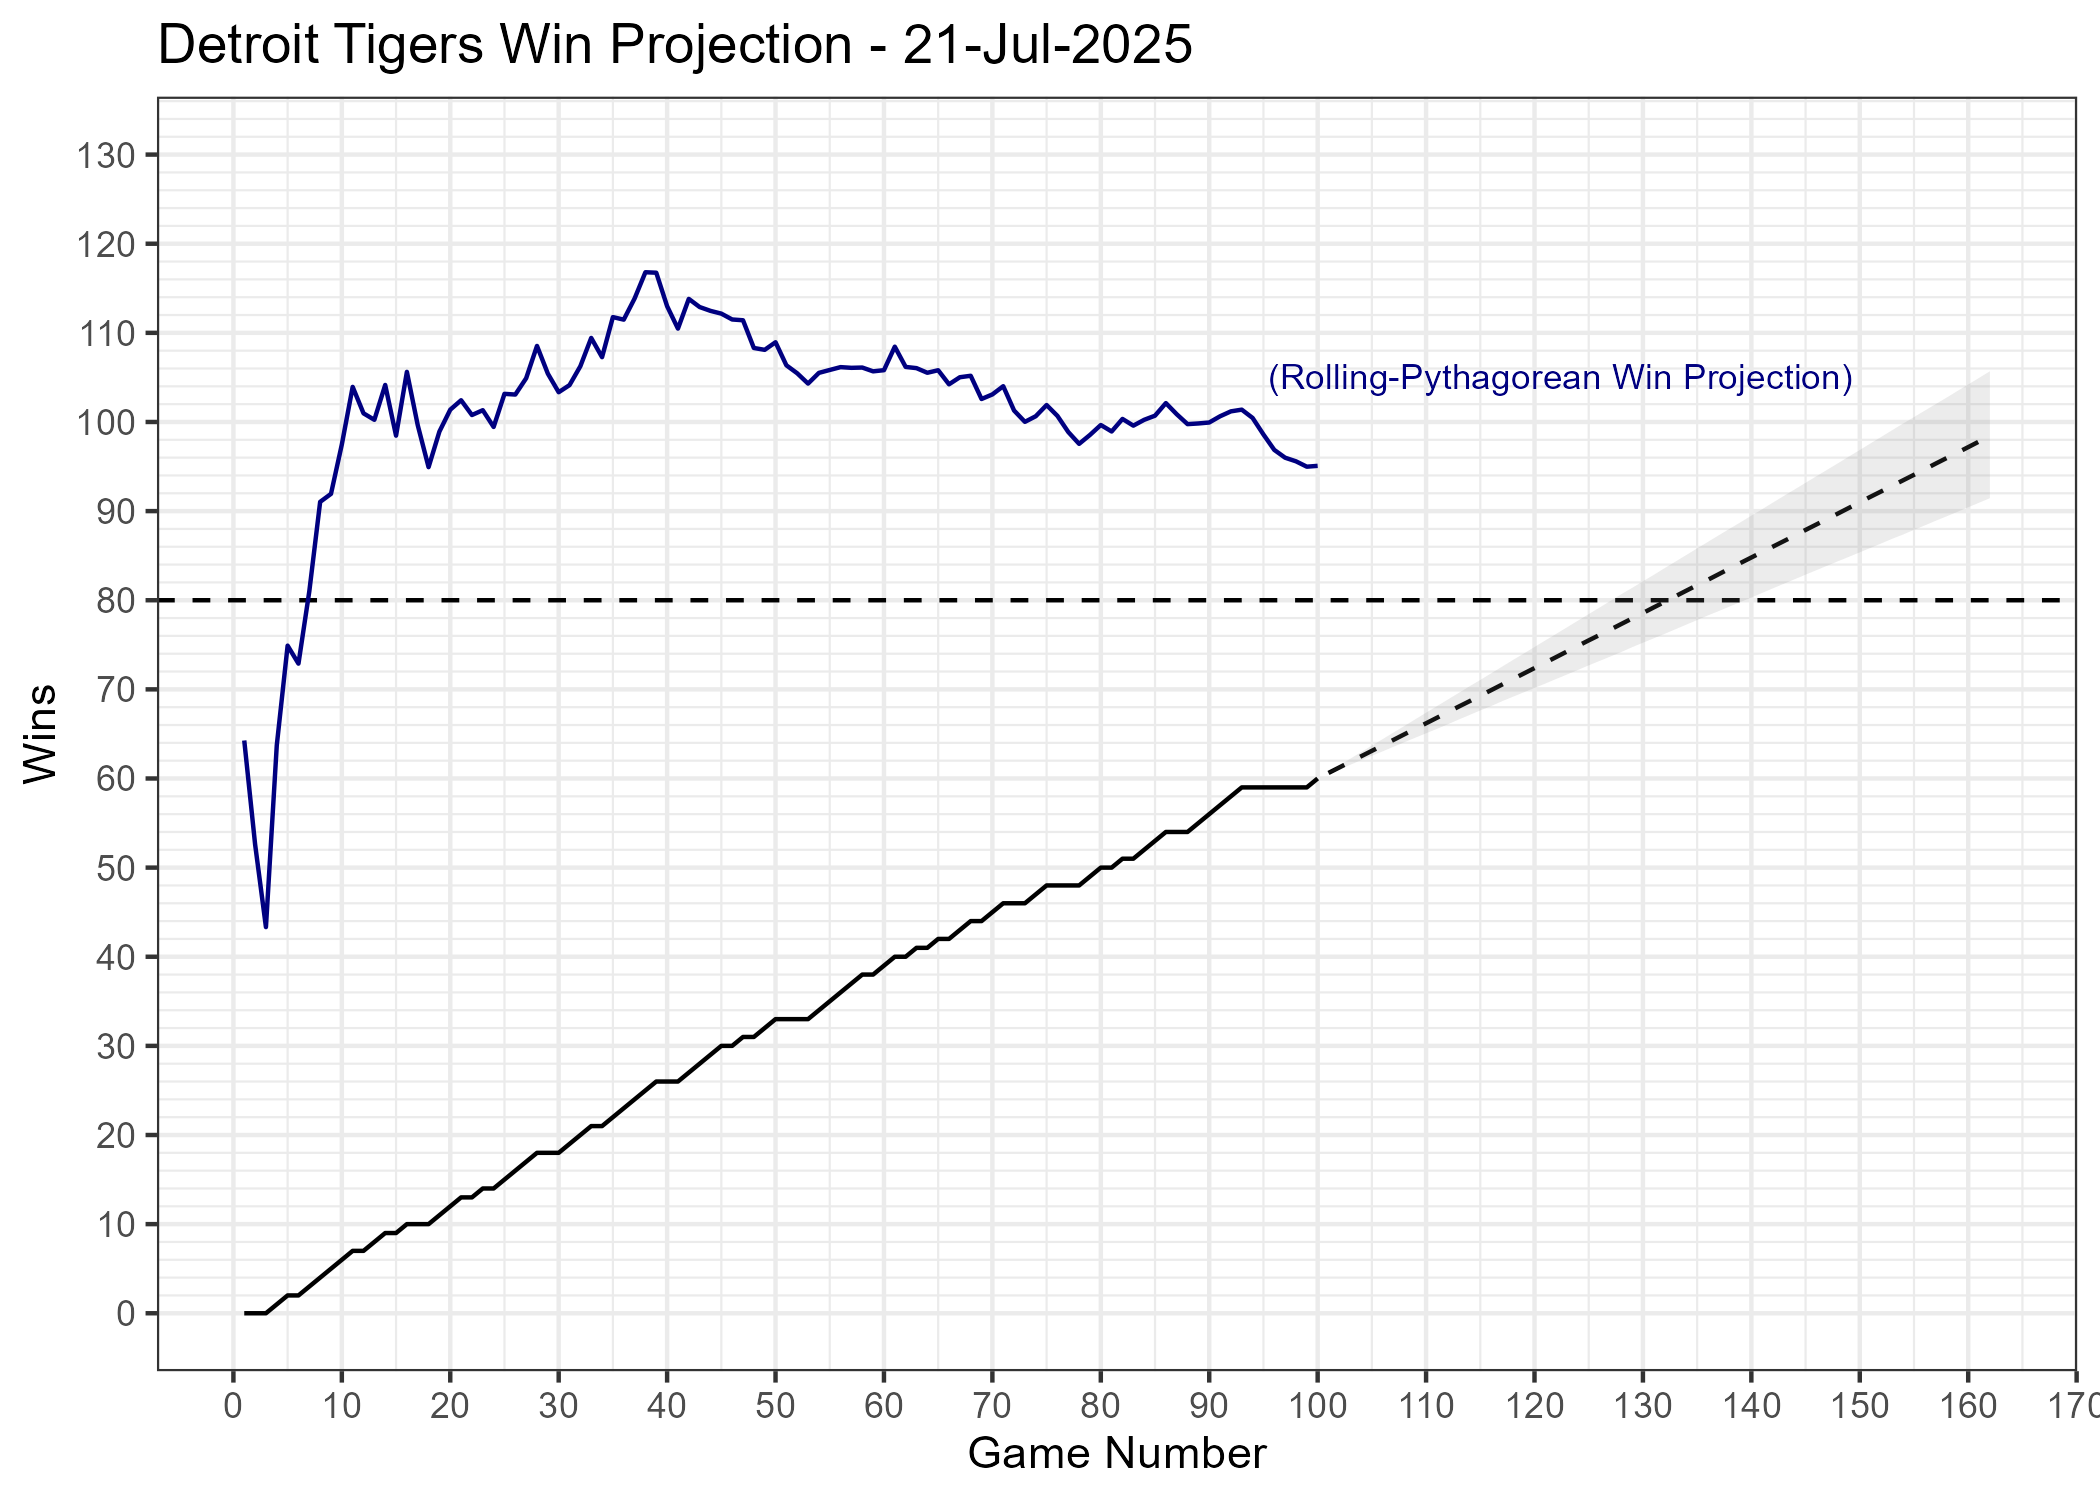 Detroit Tigers Win Projection - 21-Jul-2025
130
120
110
100
90
80
70
60
50
40
30
20
10
0
Wins
(Rolling-Pythagorean Win Projection)
0 10 20 30 40 50 60 70 80 90 100 110 120 130 140 150 160 170
Game Number